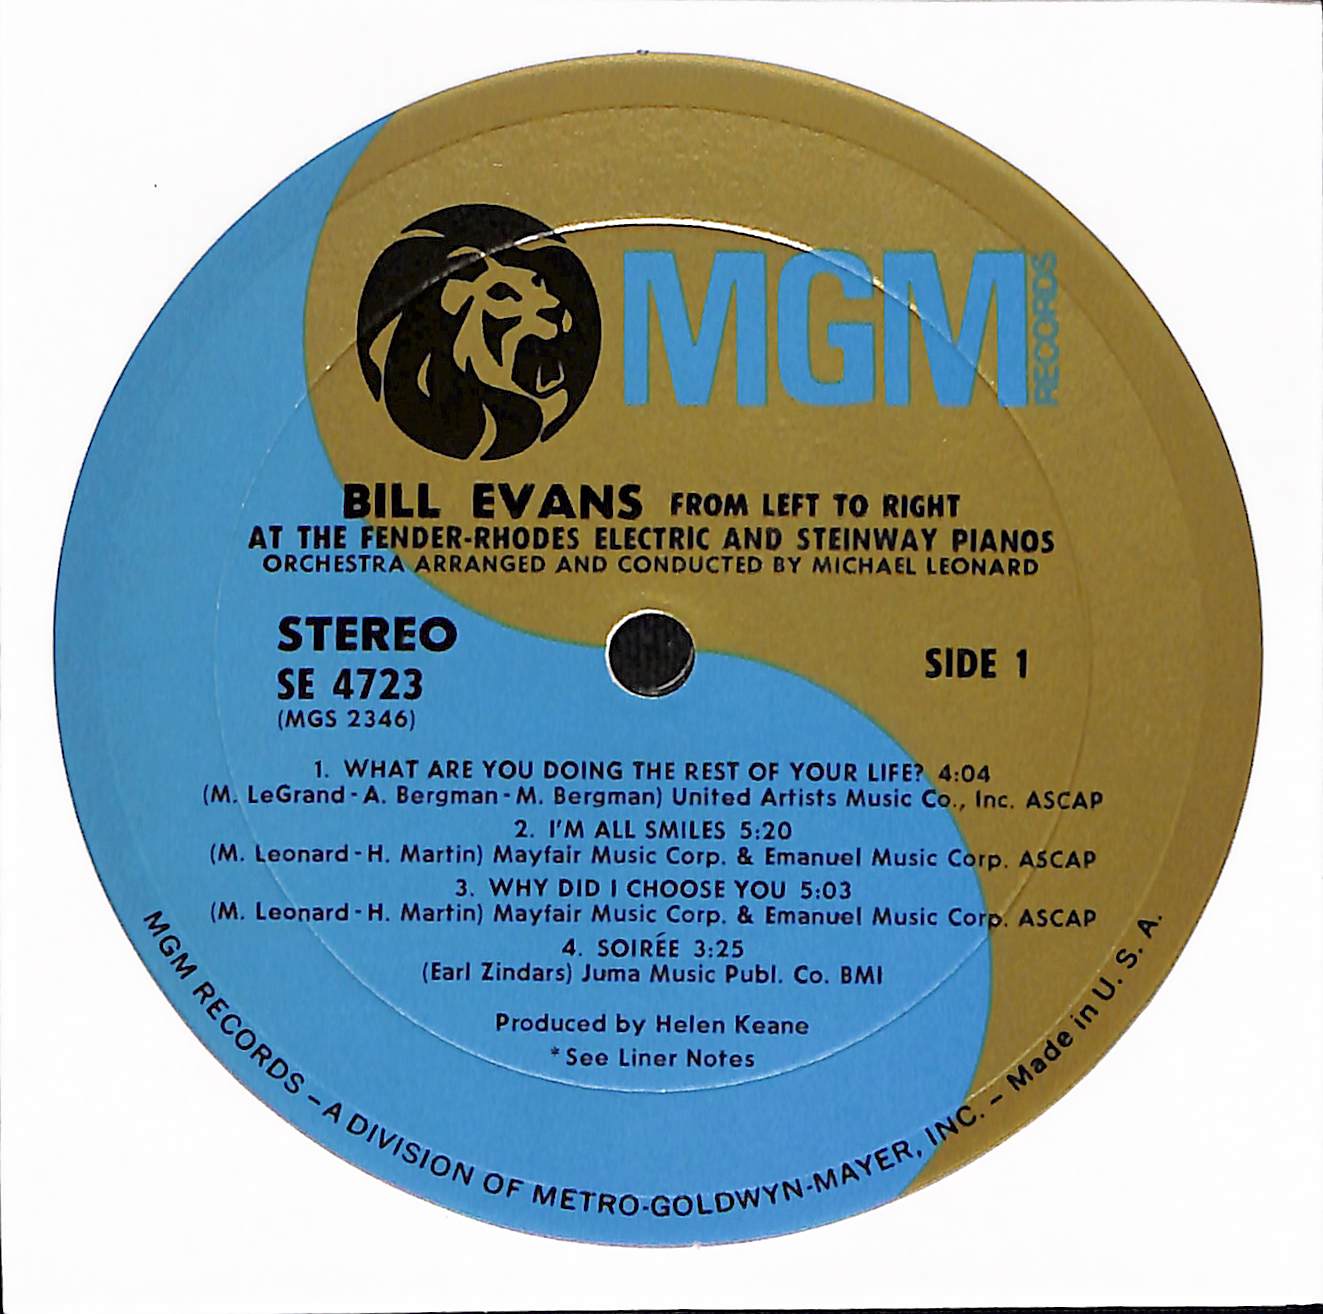 MGM
RECORDS
BILL EVANS FROM LEFT TO RIGHT
AT THE FENDER-RHODES ELECTRIC AND STEINWAY PIANOS
ORCHESTRA ARRANGED AND CONDUCTED BY MICHAEL LEONARD
STEREO
SE 4723
(MGS 2346)
SIDE 1
1. WHAT ARE YOU DOING THE REST OF YOUR LIFE? 4:04
(M. LeGrand - A. Bergman - M. Bergman) United Artists Music Co., Inc. ASCAP
2. I'M ALL SMILES 5:20
(M. Leonard - H. Martin) Mayfair Music Corp. & Emanuel Music Corp. ASCAP
3. WHY DID I CHOOSE YOU 5:03
(M. Leonard - H. Martin) Mayfair Music Corp. & Emanuel Music Corp. ASCAP
4. SOIRÉE 3:25
(Earl Zindars) Juma Music Publ. Co. BMI
Produced by Helen Keane
*See Liner Notes
MGM RECORDS – A DIVISION OF METRO-GOLDWYN-MAYER, INC. – Made in U. S. A.